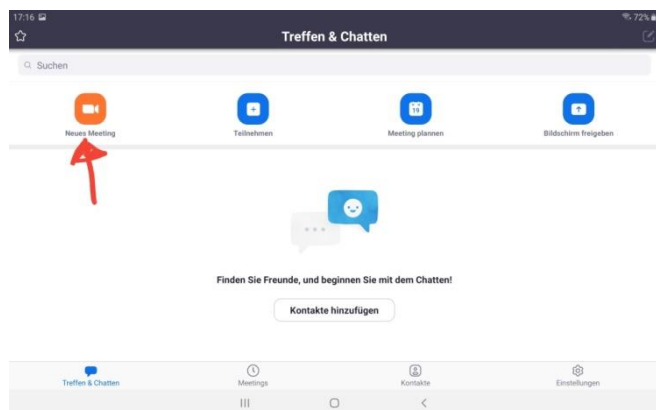 17:16 72%
Treffen & Chatten
Suchen
19
Neues Meeting Teilnehmen Meeting plannen Bildschirm freigeben
Finden Sie Freunde, und beginnen Sie mit dem Chatten!
Kontakte hinzufügen
Treffen & Chatten Meetings Kontakte Einstellungen